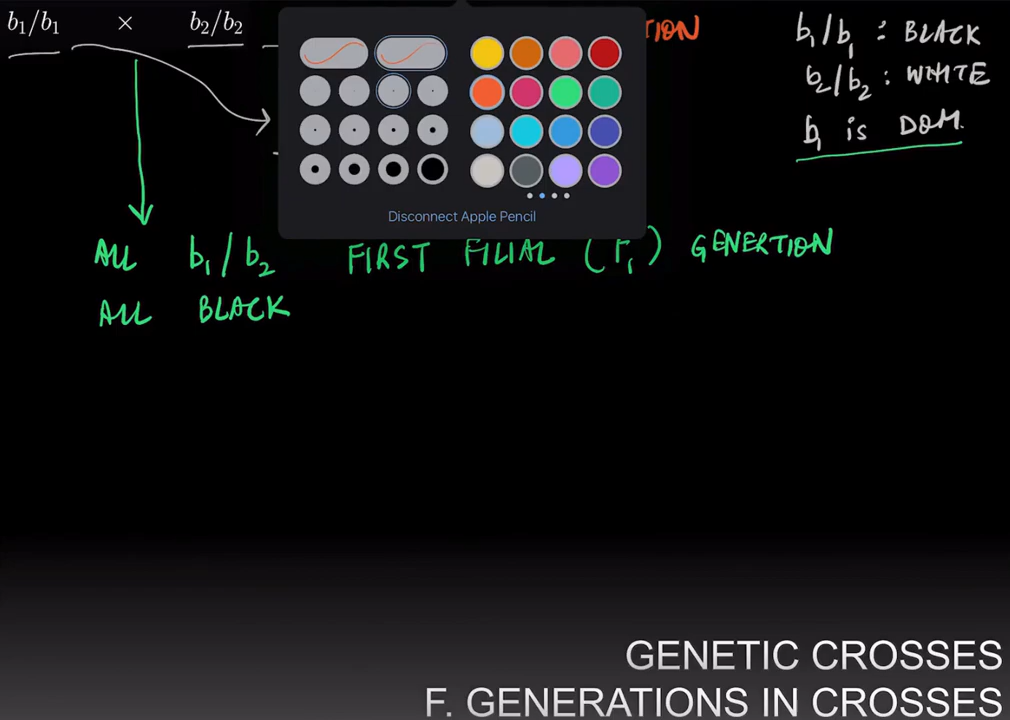 b₁/b₁ × b₂/b₂
b₁/b₁ : BLACK
b₂/b₂ : WHITE
b₁ is DOM.
Disconnect Apple Pencil
ALL b₁/b₂ FIRST FILIAL (F₁) GENERTION
ALL BLACK
GENETIC CROSSES
F. GENERATIONS IN CROSSES